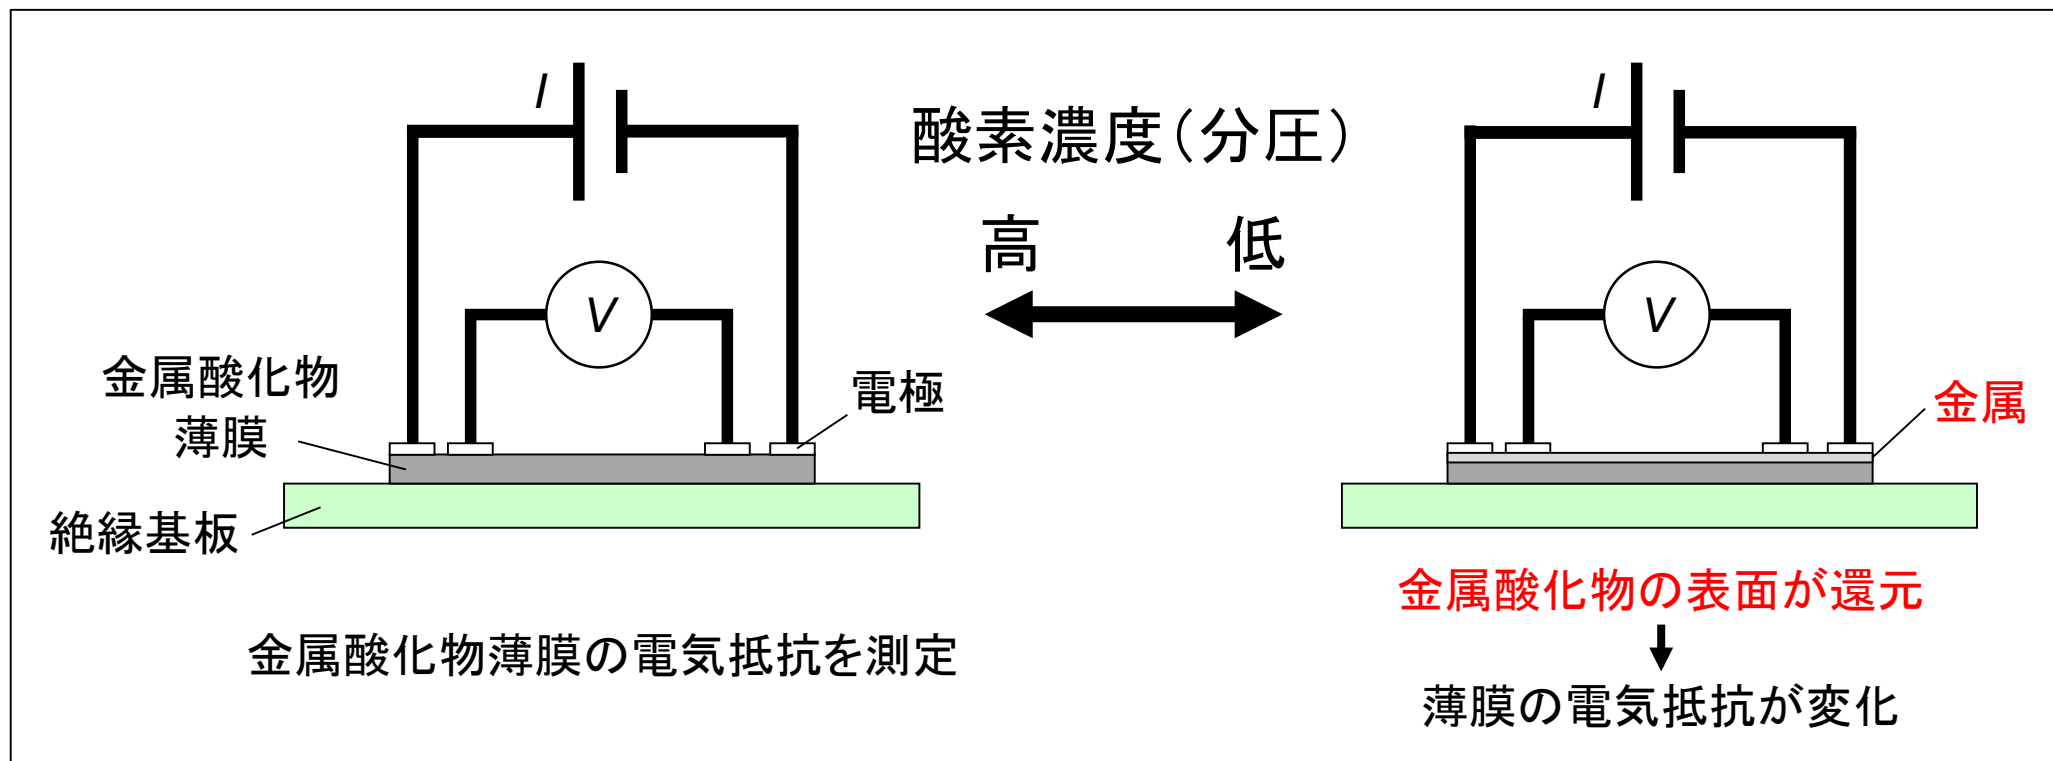 I
V
金属酸化物
薄膜
電極
絶縁基板
金属酸化物薄膜の電気抵抗を測定
酸素濃度（分圧）
高 低
I
V
金属
金属酸化物の表面が還元
薄膜の電気抵抗が変化